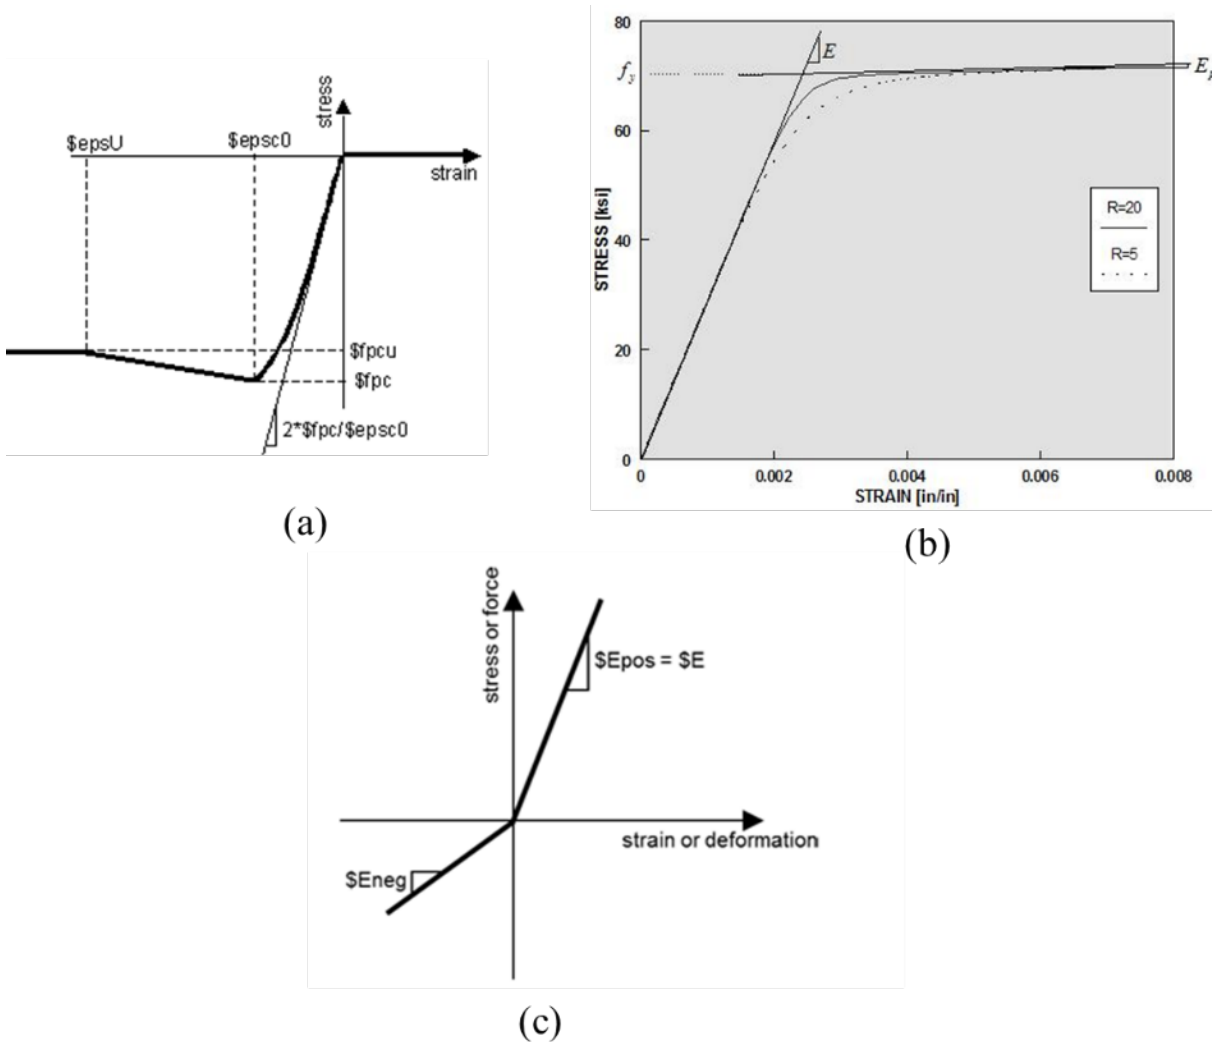 stress
$epsU
$epsc0
strain
$fpcu
$fpc
2*$fpc/$epsc0
(a)
80
60
40
20
0
STRESS [ksi]
f_y
E
E_p
R=20
R=5
0
0.002
0.004
0.006
0.008
STRAIN [in/in]
(b)
stress or force
$Epos = $E
strain or deformation
$Eneg
(c)